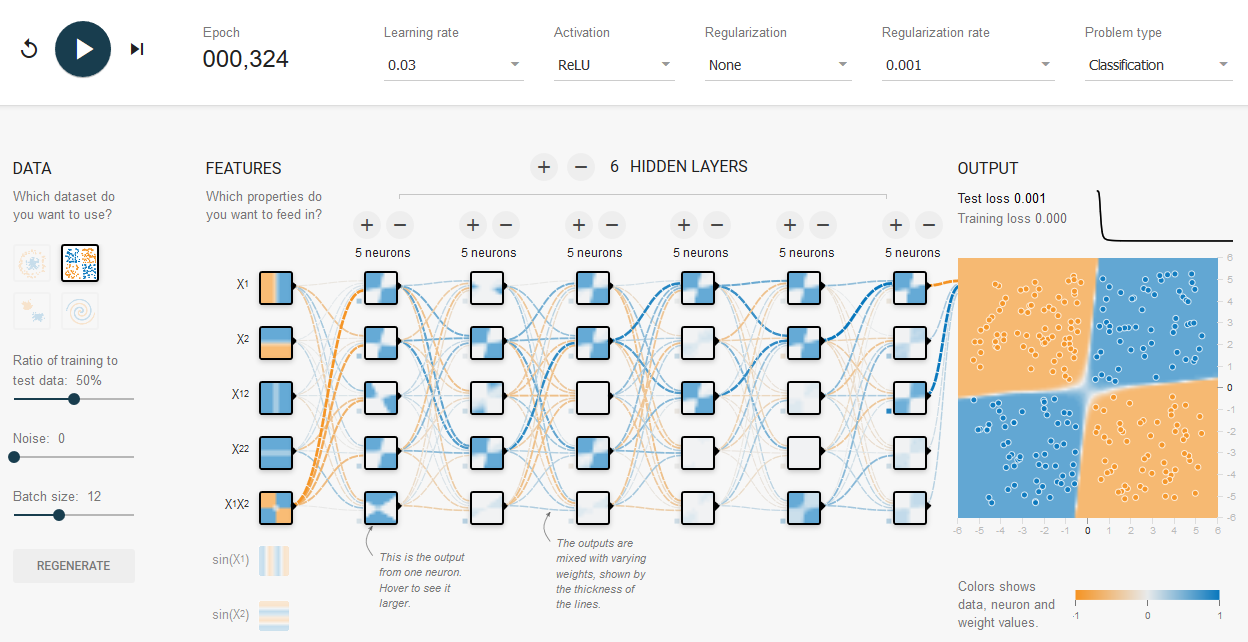 Epoch
000,324
Learning rate
0.03
Activation
ReLU
Regularization
None
Regularization rate
0.001
Problem type
Classification
DATA
Which dataset do
you want to use?
Ratio of training to
test data: 50%
Noise: 0
Batch size: 12
REGENERATE
FEATURES
Which properties do
you want to feed in?
X1
X2
X12
X22
X1X2
sin(X1)
sin(X2)
+ − 6 HIDDEN LAYERS
+ − + − + − + − + − + −
5 neurons 5 neurons 5 neurons 5 neurons 5 neurons 5 neurons
This is the output
from one neuron.
Hover to see it
larger.
The outputs are
mixed with varying
weights, shown by
the thickness of
the lines.
OUTPUT
Test loss 0.001
Training loss 0.000
6
5
4
3
2
1
0
-1
-2
-3
-4
-5
-6
-6 -5 -4 -3 -2 -1 0 1 2 3 4 5 6
Colors shows
data, neuron and
weight values.
-1 0 1